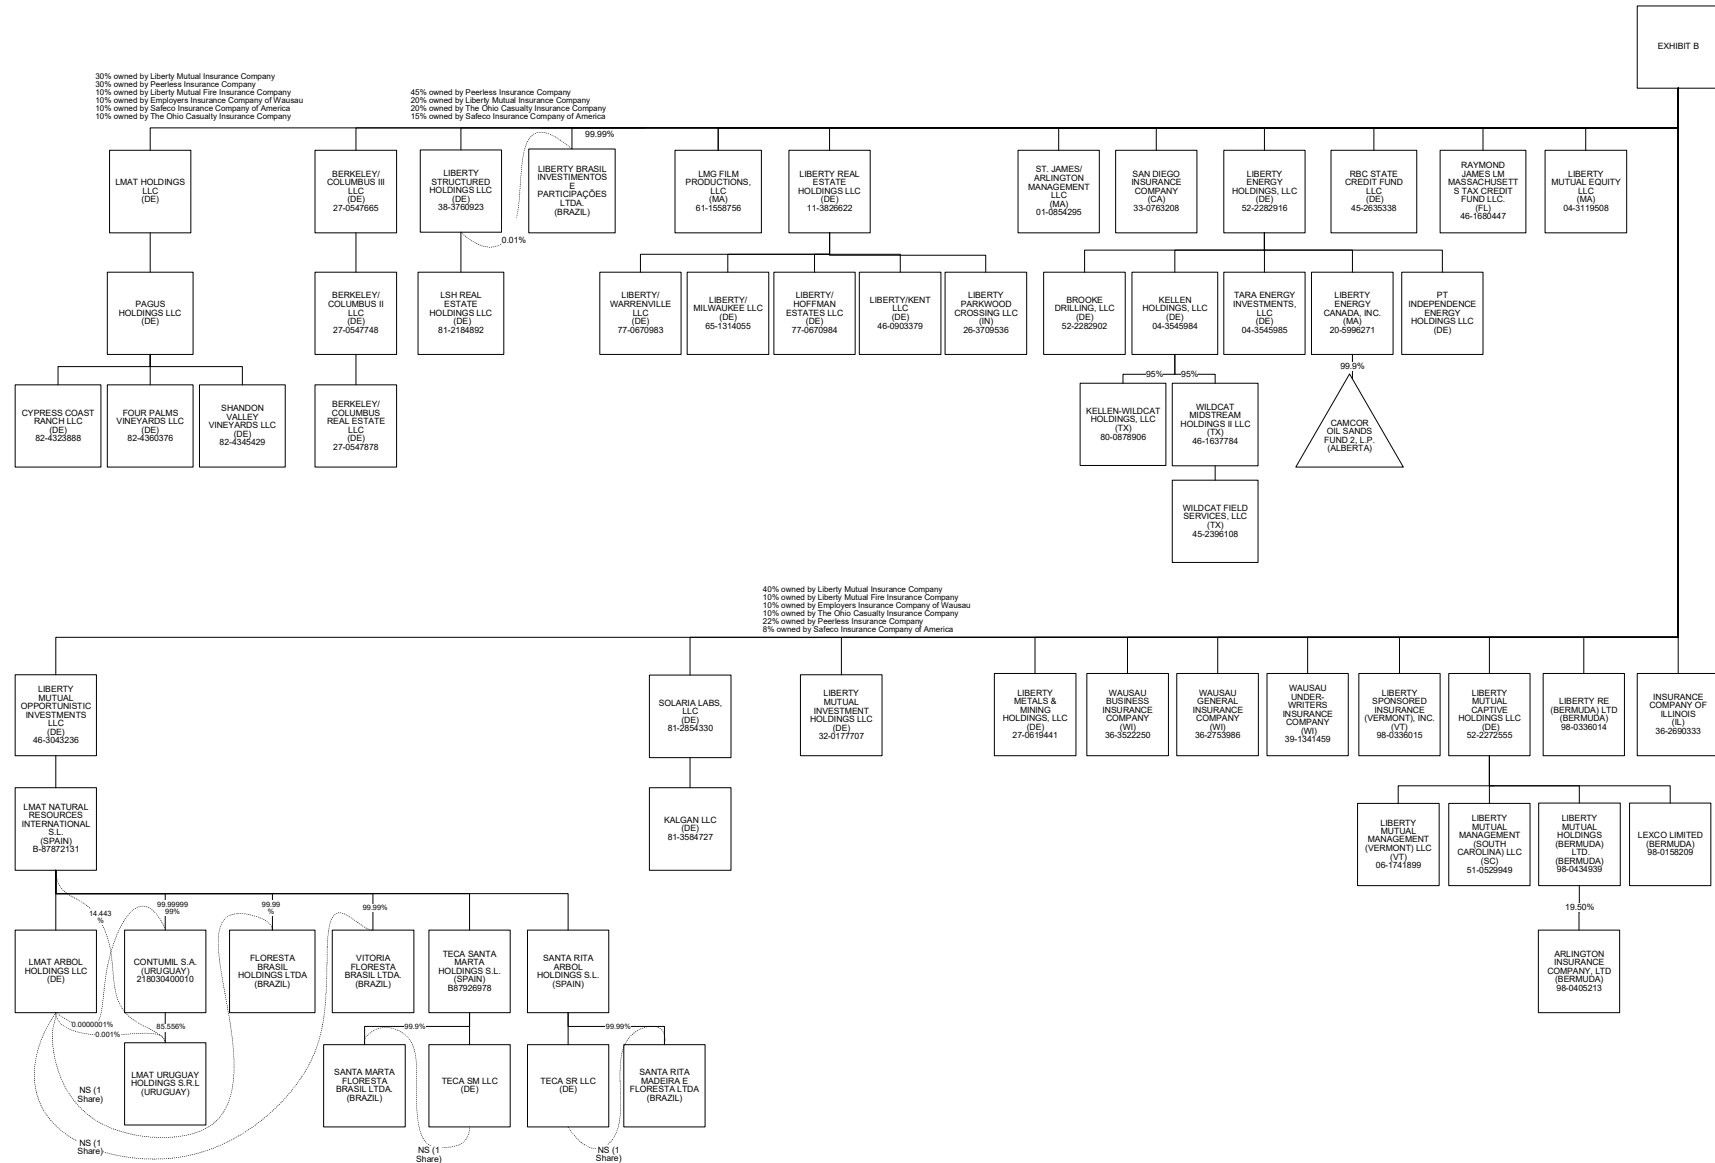 EXHIBIT B
30% owned by Liberty Mutual Insurance Company
30% owned by Peerless Insurance Company
10% owned by Liberty Mutual Fire Insurance Company
10% owned by Employers Insurance Company of Wausau
10% owned by Safeco Insurance Company of America
10% owned by The Ohio Casualty Insurance Company
45% owned by Peerless Insurance Company
20% owned by Liberty Mutual Insurance Company
20% owned by The Ohio Casualty Insurance Company
15% owned by Safeco Insurance Company of America
99.99%
LMAT HOLDINGS
LLC
(DE)
BERKELEY/
COLUMBUS III
LLC
(DE)
27-0547665
LIBERTY
STRUCTURED
HOLDINGS LLC
(DE)
38-3760923
LIBERTY BRASIL
INVESTIMENTOS
E
PARTICIPAÇÕES
LTDA.
(BRAZIL)
LMG FILM
PRODUCTIONS,
LLC
(MA)
61-1558756
LIBERTY REAL
ESTATE
HOLDINGS LLC
(DE)
11-3826622
ST. JAMES/
ARLINGTON
MANAGEMENT
LLC
(MA)
01-0854295
SAN DIEGO
INSURANCE
COMPANY
(CA)
33-0763208
LIBERTY
ENERGY
HOLDINGS, LLC
(DE)
52-2282916
RBC STATE
CREDIT FUND
LLC
(DE)
45-2635338
RAYMOND
JAMES LM
MASSACHUSETT
S TAX CREDIT
FUND LLC.
(FL)
46-1680447
LIBERTY
MUTUAL EQUITY
LLC
(MA)
04-3119508
0.01%
PAGUS
HOLDINGS LLC
(DE)
BERKELEY/
COLUMBUS II
LLC
(DE)
27-0547748
LSH REAL
ESTATE
HOLDINGS LLC
(DE)
81-2184892
LIBERTY/
WARRENVILLE
LLC
(DE)
77-0670983
LIBERTY/
MILWAUKEE LLC
(DE)
65-1314055
LIBERTY/
HOFFMAN
ESTATES LLC
(DE)
77-0670984
LIBERTY/KENT
LLC
(DE)
46-0903379
LIBERTY
PARKWOOD
CROSSING LLC
(IN)
26-3709536
BROOKE
DRILLING, LLC
(DE)
52-2282902
KELLEN
HOLDINGS, LLC
(DE)
04-3545984
TARA ENERGY
INVESTMENTS,
LLC
(DE)
04-3545985
LIBERTY
ENERGY
CANADA, INC.
(MA)
20-5996271
PT
INDEPENDENCE
ENERGY
HOLDINGS LLC
(DE)
95%
95%
99.9%
CYPRESS COAST
RANCH LLC
(DE)
82-4323888
FOUR PALMS
VINEYARDS LLC
(DE)
82-4360376
SHANDON
VALLEY
VINEYARDS LLC
(DE)
82-4345429
BERKELEY/
COLUMBUS
REAL ESTATE
LLC
(DE)
27-0547878
KELLEN-WILDCAT
HOLDINGS, LLC
(TX)
80-0878906
WILDCAT
MIDSTREAM
HOLDINGS II LLC
(TX)
46-1637784
CAMCOR
OIL SANDS
FUND 2, L.P.
(ALBERTA)
WILDCAT FIELD
SERVICES, LLC
(TX)
45-2396108
40% owned by Liberty Mutual Insurance Company
10% owned by Liberty Mutual Fire Insurance Company
10% owned by Employers Insurance Company of Wausau
10% owned by The Ohio Casualty Insurance Company
22% owned by Peerless Insurance Company
8% owned by Safeco Insurance Company of America
LIBERTY
MUTUAL
OPPORTUNISTIC
INVESTMENTS
LLC
(DE)
46-3043236
SOLARIA LABS,
LLC
(DE)
81-2854330
LIBERTY
MUTUAL
INVESTMENT
HOLDINGS LLC
(DE)
32-0177707
LIBERTY
METALS &
MINING
HOLDINGS, LLC
(DE)
27-0619441
WAUSAU
BUSINESS
INSURANCE
COMPANY
(WI)
36-3522250
WAUSAU
GENERAL
INSURANCE
COMPANY
(WI)
36-2753986
WAUSAU
UNDER-
WRITERS
INSURANCE
COMPANY
(WI)
39-1341459
LIBERTY
SPONSORED
INSURANCE
(VERMONT), INC.
(VT)
98-0336015
LIBERTY
MUTUAL
CAPTIVE
HOLDINGS LLC
(DE)
52-2272555
LIBERTY RE
(BERMUDA) LTD
(BERMUDA)
98-0336014
INSURANCE
COMPANY OF
ILLINOIS
(IL)
36-2690333
LMAT NATURAL
RESOURCES
INTERNATIONAL
S.L.
(SPAIN)
B-87872131
KALGAN LLC
(DE)
81-3584727
LIBERTY
MUTUAL
MANAGEMENT
(VERMONT) LLC
(VT)
06-1741899
LIBERTY
MUTUAL
MANAGEMENT
(SOUTH
CAROLINA) LLC
(SC)
51-0529949
LIBERTY
MUTUAL
HOLDINGS
(BERMUDA)
LTD.
(BERMUDA)
98-0434939
LEXCO LIMITED
(BERMUDA)
98-0158209
14.443
%
99.99999
99%
99.99
%
99.99%
19.50%
LMAT ARBOL
HOLDINGS LLC
(DE)
CONTUMIL S.A.
(URUGUAY)
218030400010
FLORESTA
BRASIL
HOLDINGS LTDA
(BRAZIL)
VITORIA
FLORESTA
BRASIL LTDA.
(BRAZIL)
TECA SANTA
MARTA
HOLDINGS S.L.
(SPAIN)
B87926978
SANTA RITA
ARBOL
HOLDINGS S.L.
(SPAIN)
ARLINGTON
INSURANCE
COMPANY, LTD
(BERMUDA)
98-0405213
0.0000001%
0.001%
85.556%
99.9%
99.99%
LMAT URUGUAY
HOLDINGS S.R.L
(URUGUAY)
SANTA MARTA
FLORESTA
BRASIL LTDA.
(BRAZIL)
TECA SM LLC
(DE)
TECA SR LLC
(DE)
SANTA RITA
MADEIRA E
FLORESTA LTDA
(BRAZIL)
NS (1
Share)
NS (1
Share)
NS (1
Share)
NS (1
Share)